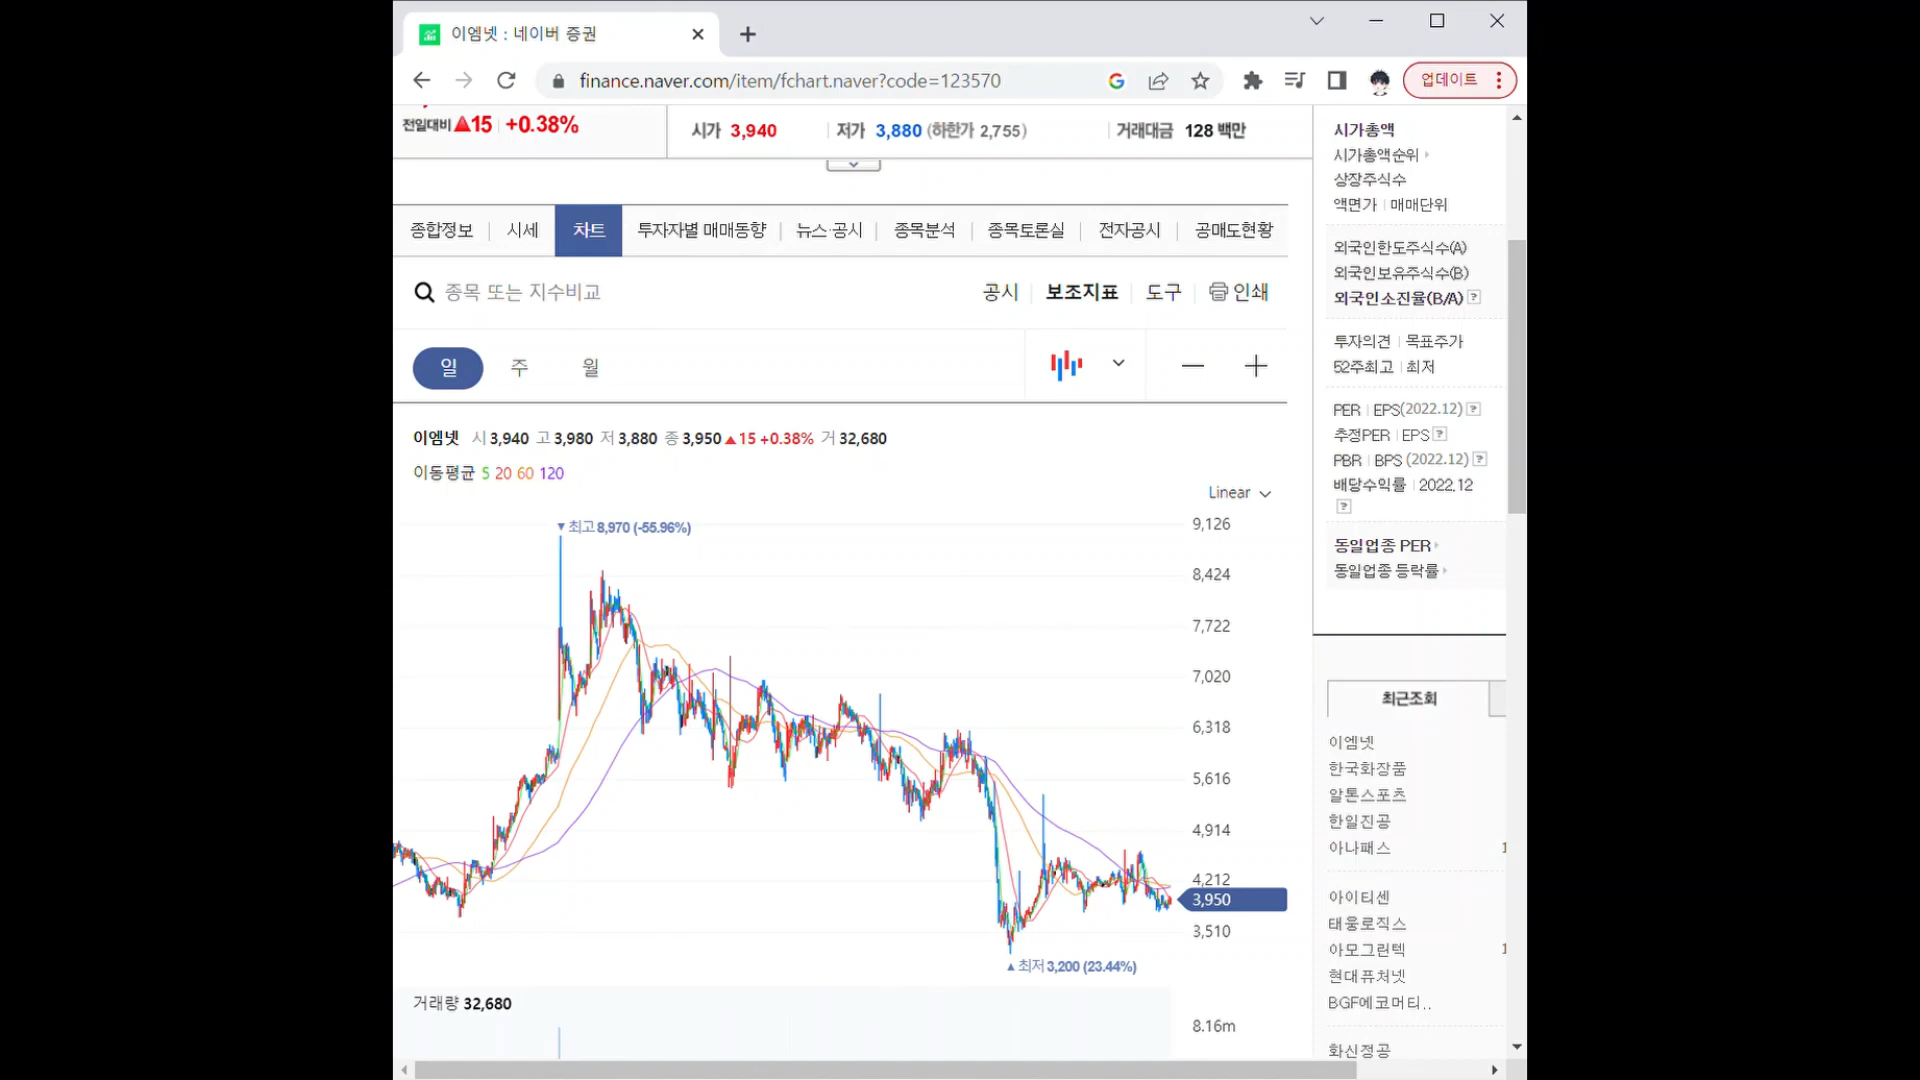 이엠넷 : 네이버 증권
finance.naver.com/item/fchart.naver?code=123570
업데이트
전일대비 ▲15 +0.38%
시가 3,940 저가 3,880 (하한가 2,755) 거래대금 128 백만
종합정보 시세 차트 투자자별 매매동향 뉴스·공시 종목분석 종목토론실 전자공시 공매도현황
종목 또는 지수비교
공시 보조지표 도구 인쇄
일 주 월
이엠넷 시 3,940 고 3,980 저 3,880 종 3,950 ▲ 15 +0.38% 거 32,680
이동평균 5 20 60 120
Linear
▼ 최고 8,970 (-55.96%)
9,126
8,424
7,722
7,020
6,318
5,616
4,914
4,212
3,950
3,510
▲ 최저 3,200 (23.44%)
거래량 32,680
8.16m
시가총액
시가총액순위
상장주식수
액면가 | 매매단위
외국인한도주식수(A)
외국인보유주식수(B)
외국인소진율(B/A) ?
투자의견 | 목표주가
52주최고 | 최저
PER | EPS(2022.12) ?
추정PER | EPS ?
PBR | BPS (2022.12) ?
배당수익률 | 2022.12
?
동일업종 PER
동일업종 등락률
최근조회
이엠넷
한국화장품
알톤스포츠
한일진공
아나패스 1
아이티센
태웅로직스
아모그린텍 1
현대퓨처넷
BGF에코머티..
화신정공